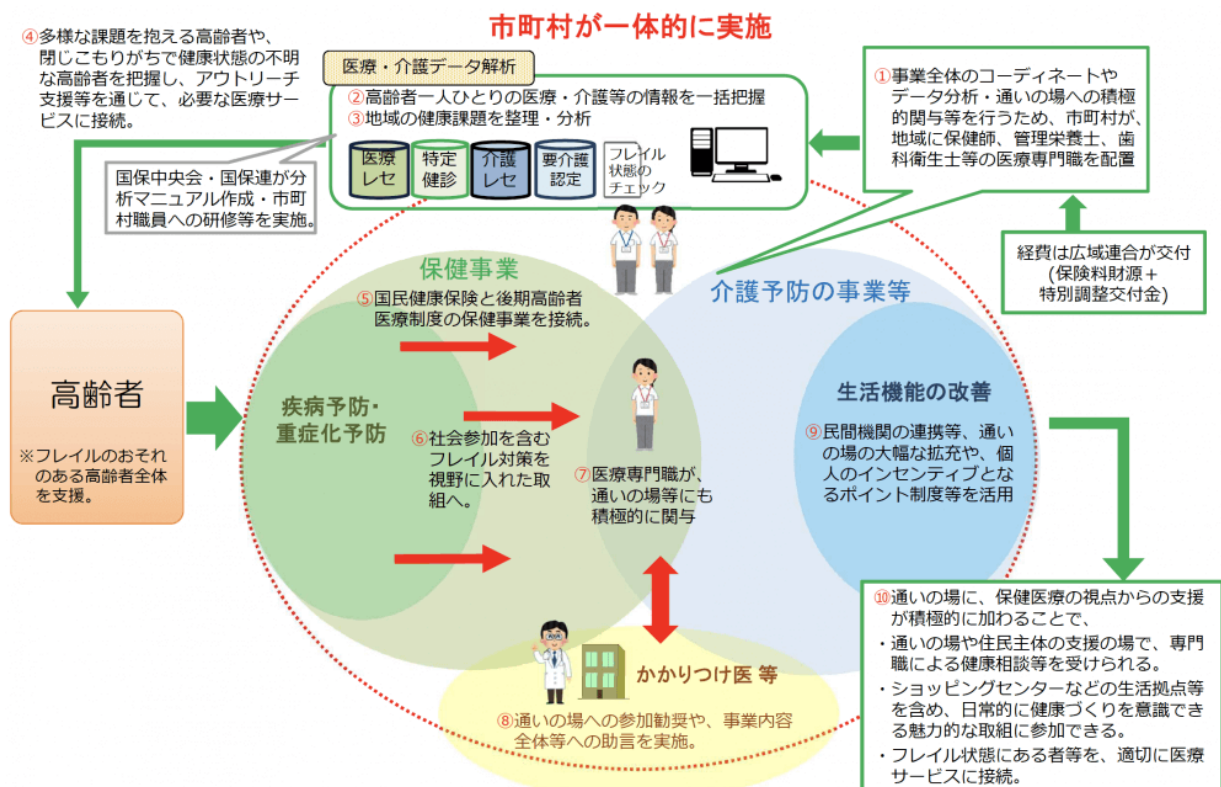 市町村が一体的に実施
④多様な課題を抱える高齢者や、
閉じこもりがちで健康状態の不明
な高齢者を把握し、アウトリーチ
支援等を通じて、必要な医療サー
ビスに接続。
医療・介護データ解析
②高齢者一人ひとりの医療・介護等の情報を一括把握
③地域の健康課題を整理・分析
医療
レセ
特定
健診
介護
レセ
要介護
認定
フレイル
状態の
チェック
①事業全体のコーディネートや
データ分析・通いの場への積極
的関与等を行うため、市町村が、
地域に保健師、管理栄養士、歯
科衛生士等の医療専門職を配置
国保中央会・国保連が分
析マニュアル作成・市町
村職員への研修等を実施。
経費は広域連合が交付
(保険料財源＋
特別調整交付金)
保健事業
⑤国民健康保険と後期高齢者
医療制度の保健事業を接続。
介護予防の事業等
高齢者
※フレイルのおそれ
のある高齢者全体
を支援。
疾病予防・
重症化予防
⑥社会参加を含む
フレイル対策を
視野に入れた取
組へ。
⑦医療専門職が、
通いの場等にも
積極的に関与
生活機能の改善
⑨民間機関の連携等、通い
の場の大幅な拡充や、個
人のインセンティブとな
るポイント制度等を活用
かかりつけ医 等
⑧通いの場への参加勧奨や、事業内容
全体等への助言を実施。
⑩通いの場に、保健医療の視点からの支援
が積極的に加わることで、
・通いの場や住民主体の支援の場で、専門
職による健康相談等を受けられる。
・ショッピングセンターなどの生活拠点等
を含め、日常的に健康づくりを意識でき
る魅力的な取組に参加できる。
・フレイル状態にある者等を、適切に医療
サービスに接続。